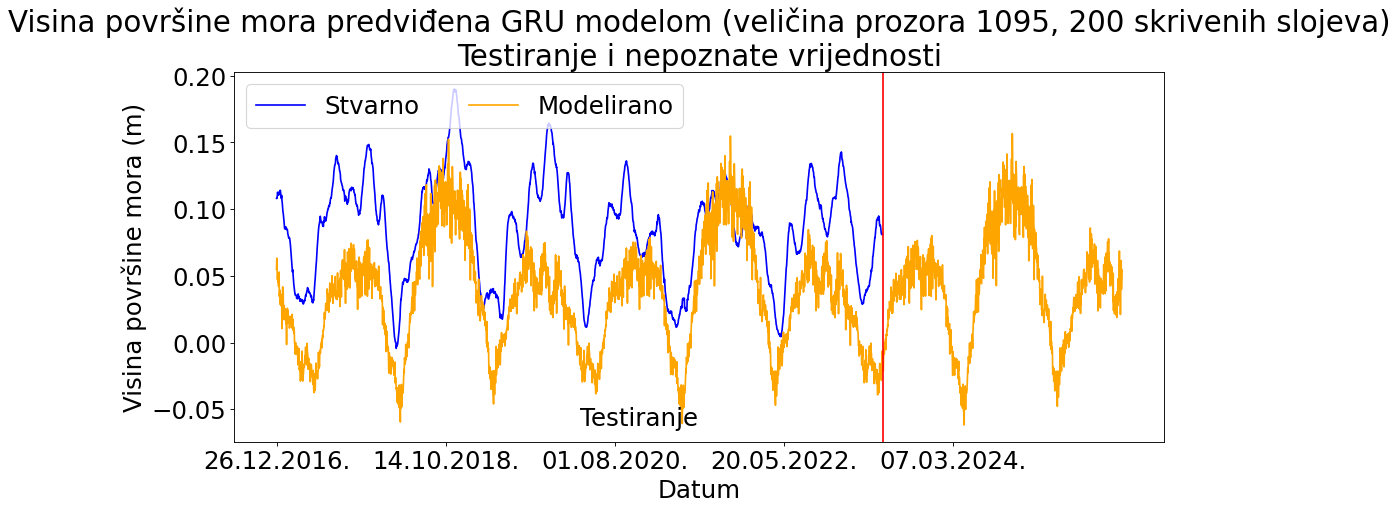 Visina površine mora predviđena GRU modelom (veličina prozora 1095, 200 skrivenih slojeva)
Testiranje i nepoznate vrijednosti
Visina površine mora (m)
0.20
0.15
0.10
0.05
0.00
−0.05
Stvarno
Modelirano
Testiranje
26.12.2016.
14.10.2018.
01.08.2020.
20.05.2022.
07.03.2024.
Datum